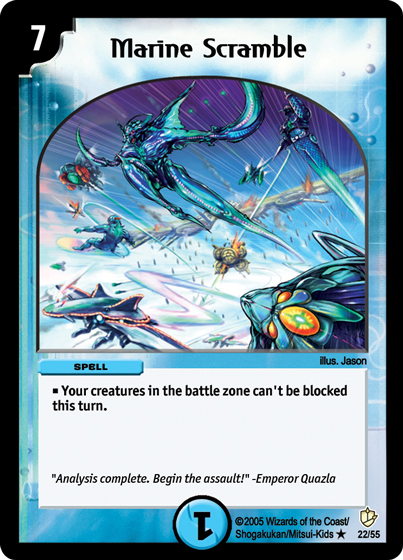 7
Marine Scramble
illus. Jason
SPELL
▪ Your creatures in the battle zone can't be blocked
this turn.
"Analysis complete. Begin the assault!" -Emperor Quazla
1
©2005 Wizards of the Coast/
Shogakukan/Mitsui-Kids ★ 22/55